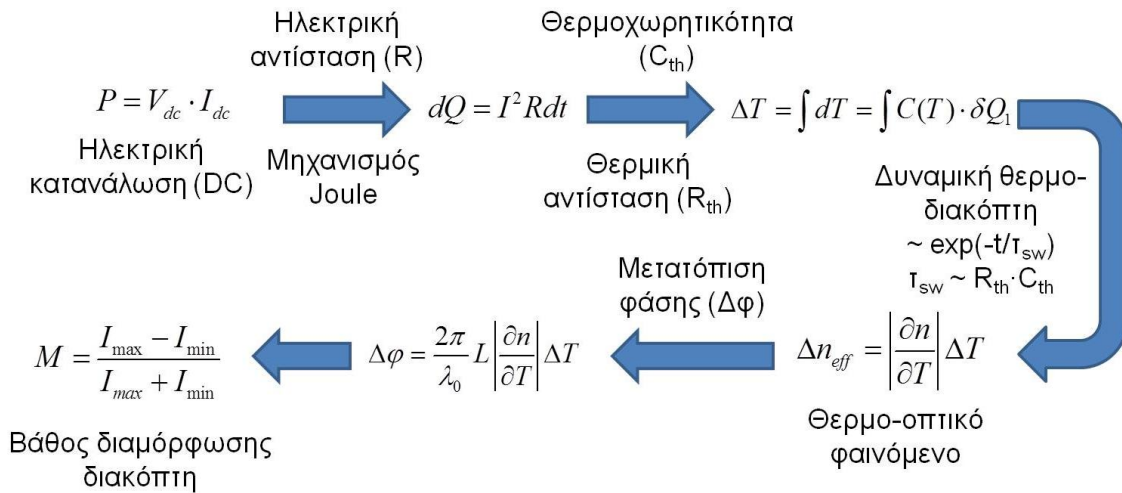 Ηλεκτρική
αντίσταση (R)
Θερμοχωρητικότητα
(C_th)
P = V_dc · I_dc
dQ = I² R dt
ΔT = ∫ dT = ∫ C(T) · δQ₁
Ηλεκτρική
κατανάλωση (DC)
Μηχανισμός
Joule
Θερμική
αντίσταση (R_th)
Δυναμική θερμο-
διακόπτη
~ exp(-t/τ_sw)
τ_sw ~ R_th· C_th
Μετατόπιση
φάσης (Δφ)
M = (I_max − I_min) / (I_max + I_min)
Δφ = (2π / λ₀) L |∂n / ∂T| ΔT
Δn_eff = |∂n / ∂T| ΔT
Βάθος διαμόρφωσης
διακόπτη
Θερμο-οπτικό
φαινόμενο